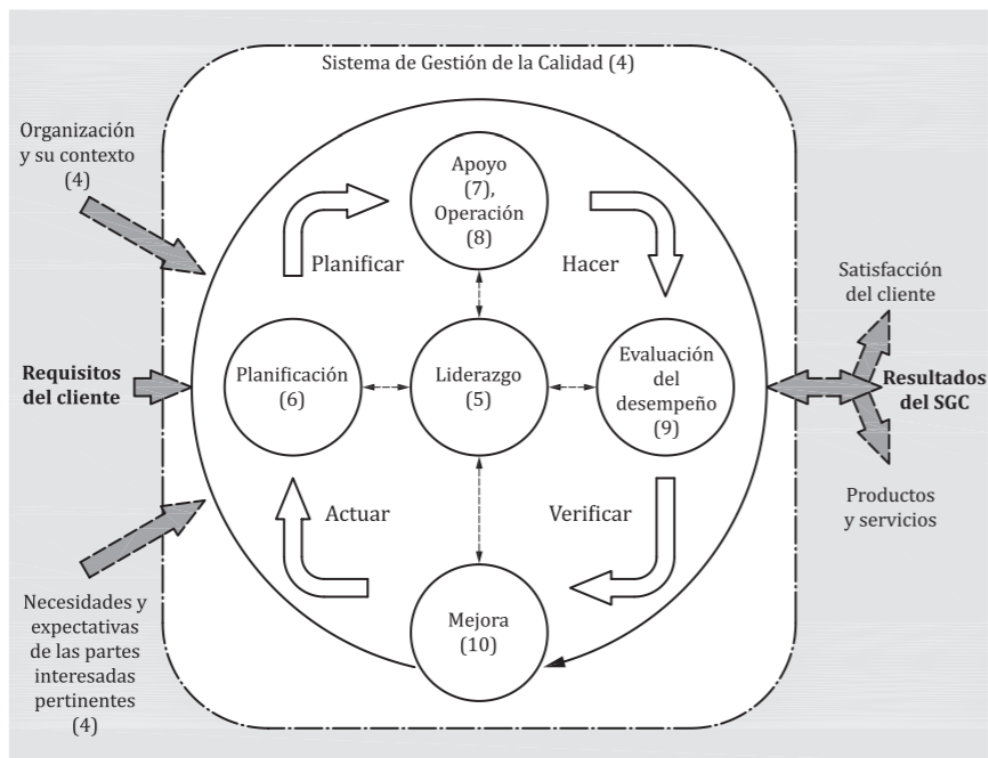 Sistema de Gestión de la Calidad (4)
Organización
y su contexto
(4)
Apoyo
(7),
Operación
(8)
Planificar
Hacer
Satisfacción
del cliente
Requisitos
del cliente
Planificación
(6)
Liderazgo
(5)
Evaluación
del
desempeño
(9)
Resultados
del SGC
Actuar
Verificar
Productos
y servicios
Necesidades y
expectativas
de las partes
interesadas
pertinentes
(4)
Mejora
(10)